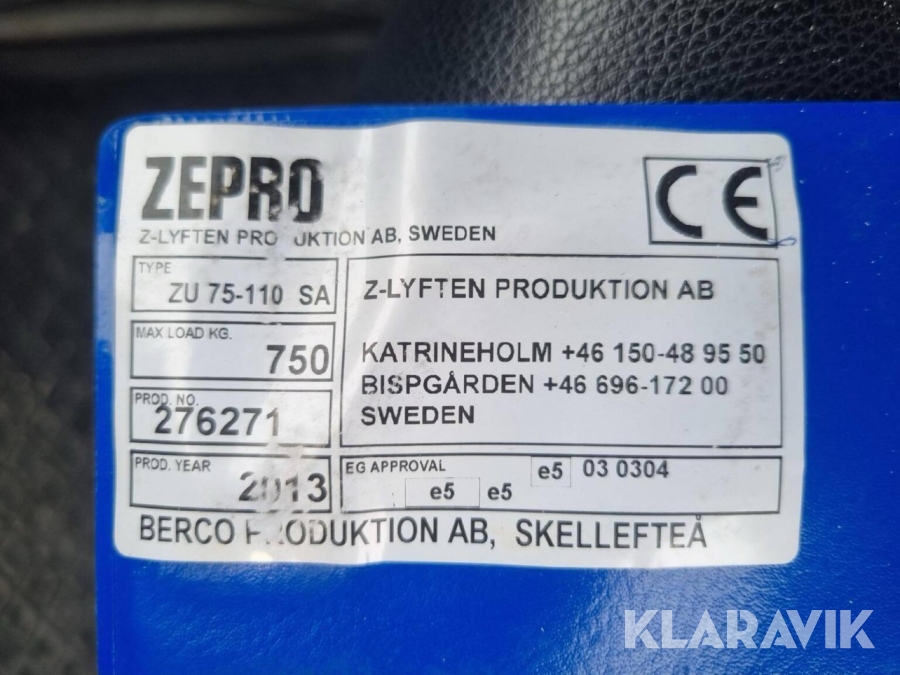 ZEPRO
Z-LYFTEN PRODUKTION AB, SWEDEN
CE
TYPE
ZU 75-110 SA
MAX LOAD KG.
750
PROD. NO.
276271
PROD. YEAR
2013
Z-LYFTEN PRODUKTION AB
KATRINEHOLM +46 150-48 95 50
BISPGÅRDEN +46 696-172 00
SWEDEN
EG APPROVAL
e5 03 0304
e5 e5
BERCO PRODUKTION AB, SKELLEFTEÅ
KLARAVIK